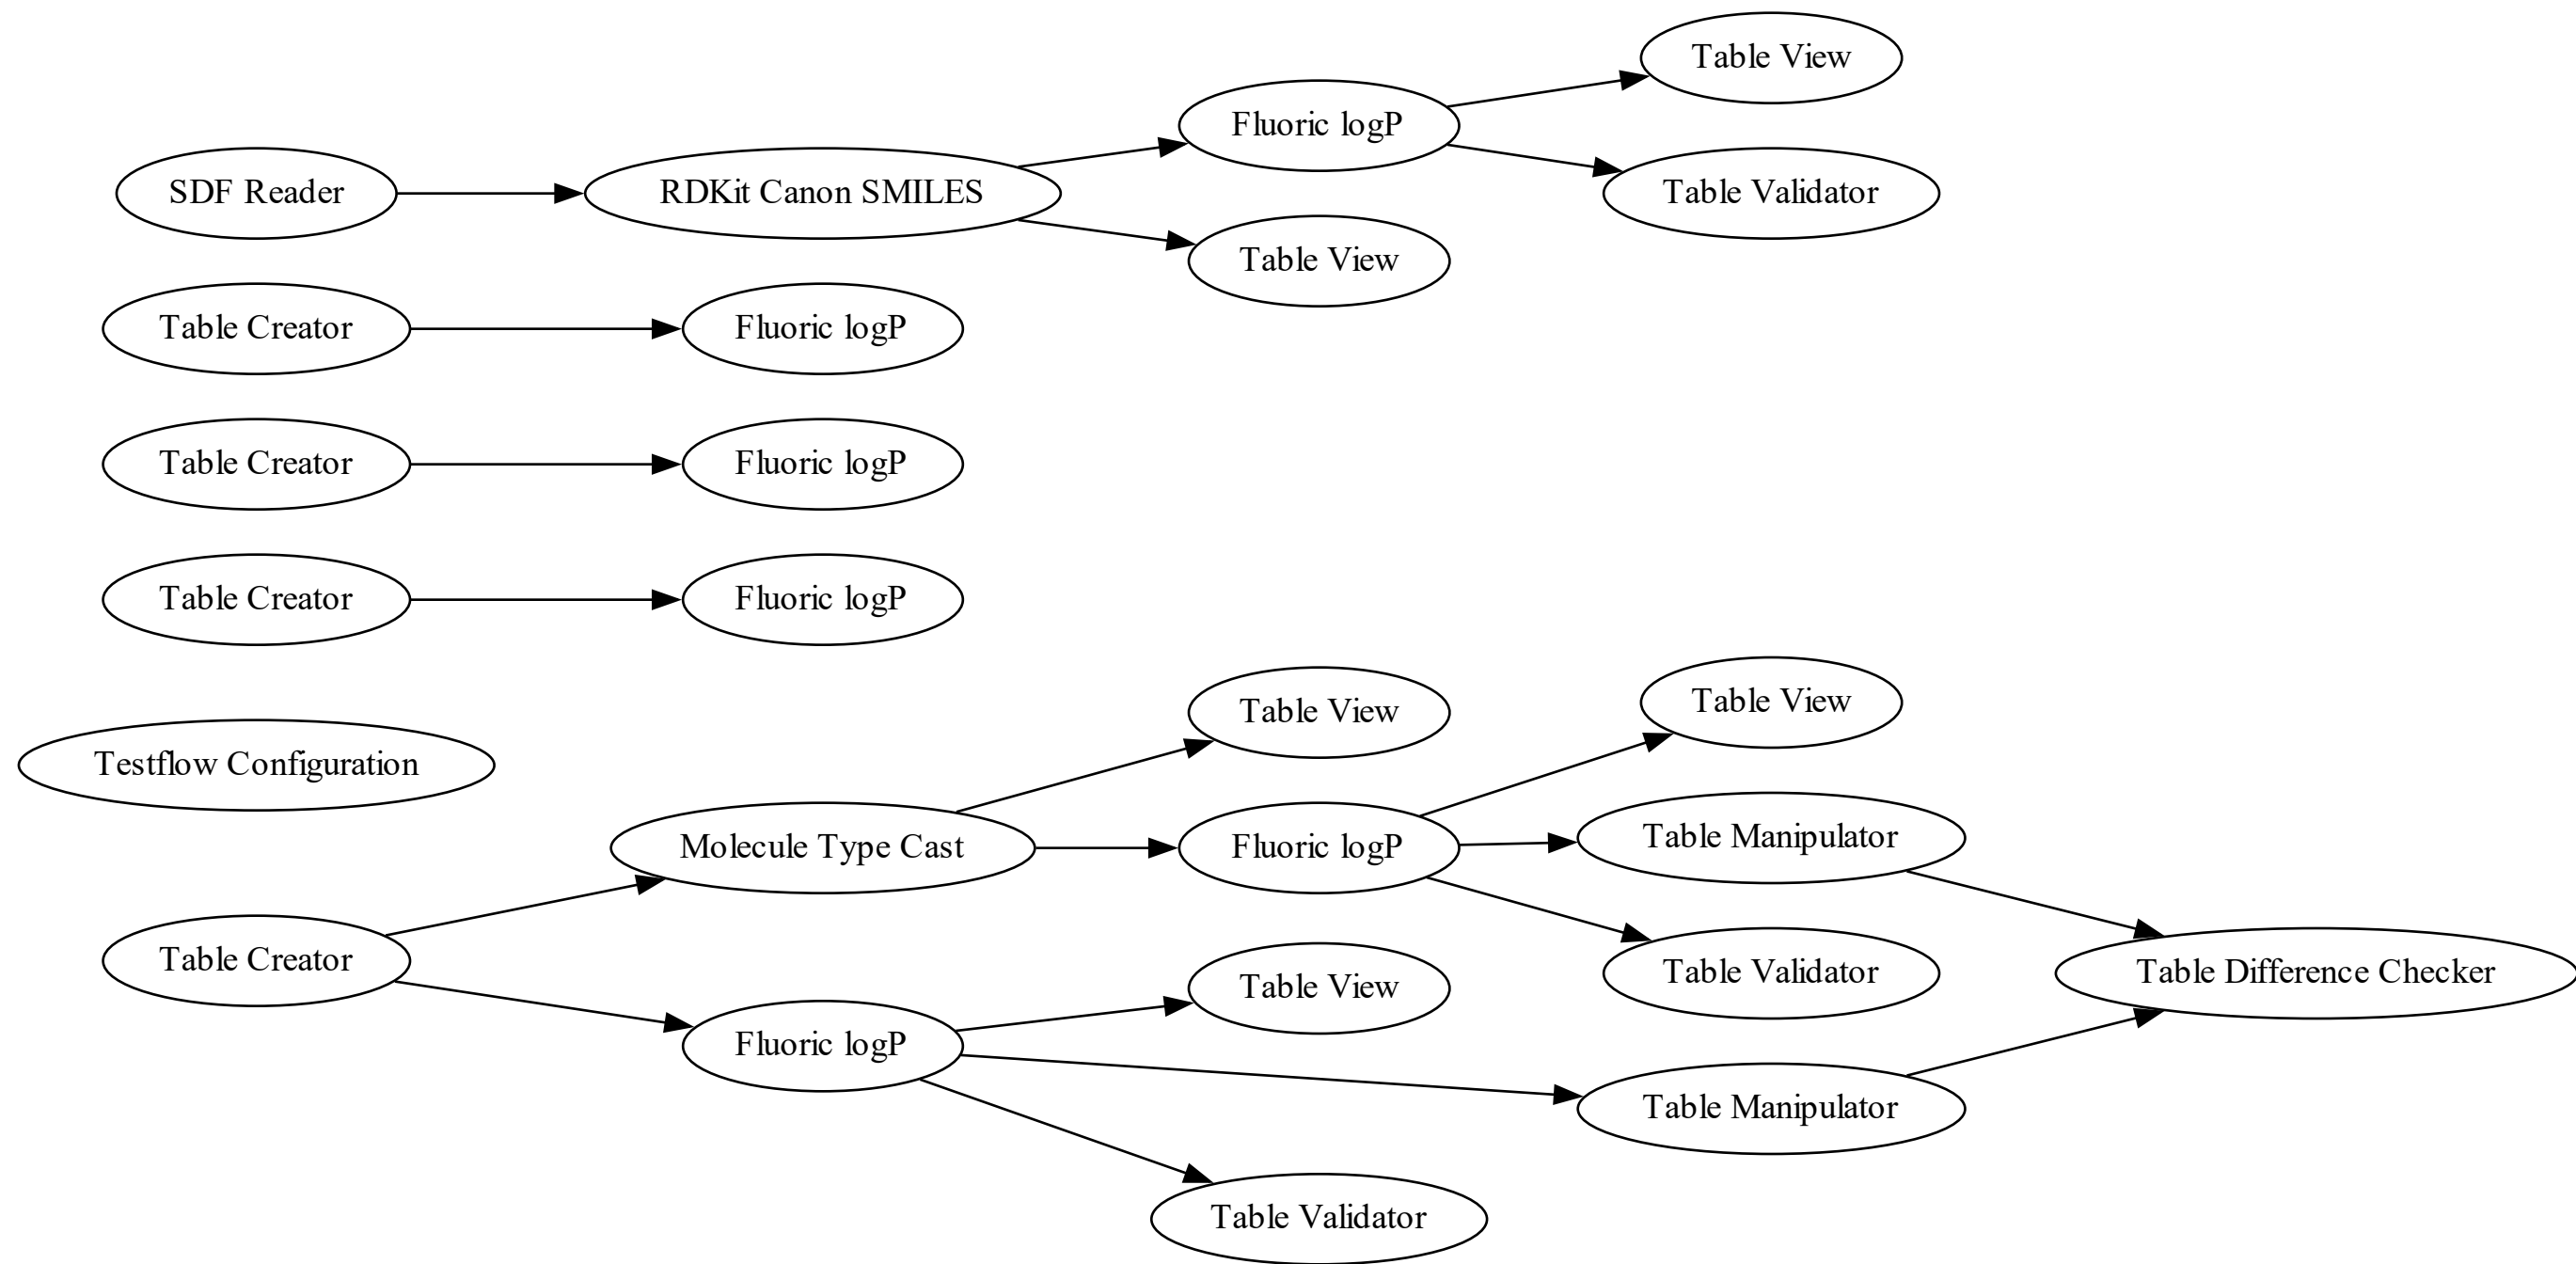 Table View
Fluoric logP
SDF Reader
RDKit Canon SMILES
Table Validator
Table View
Table Creator
Fluoric logP
Table Creator
Fluoric logP
Table Creator
Fluoric logP
Table View
Table View
Testflow Configuration
Molecule Type Cast
Fluoric logP
Table Manipulator
Table Creator
Table Validator
Table Difference Checker
Table View
Fluoric logP
Table Manipulator
Table Validator